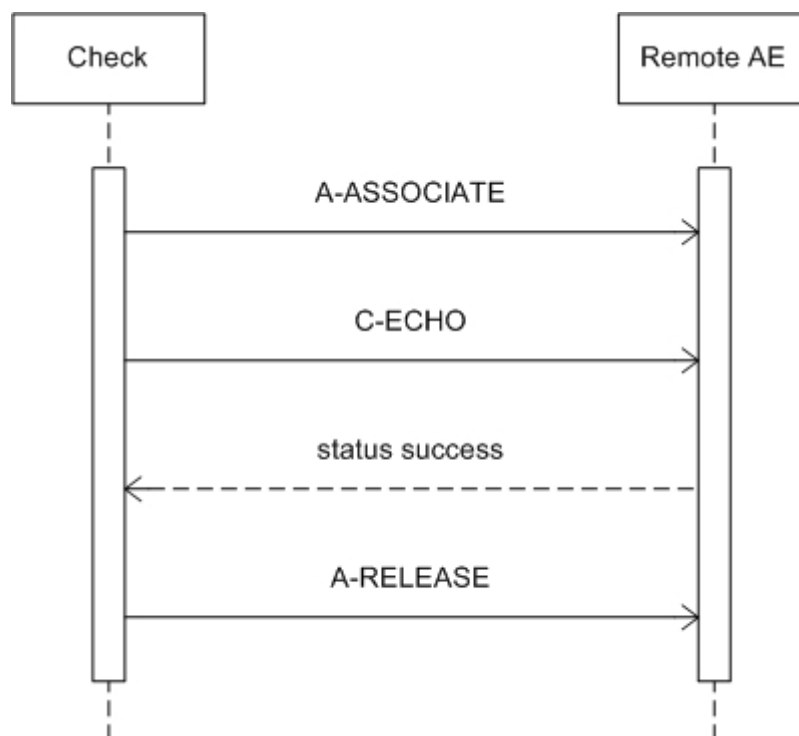 Check
Remote AE
A-ASSOCIATE
C-ECHO
status success
A-RELEASE